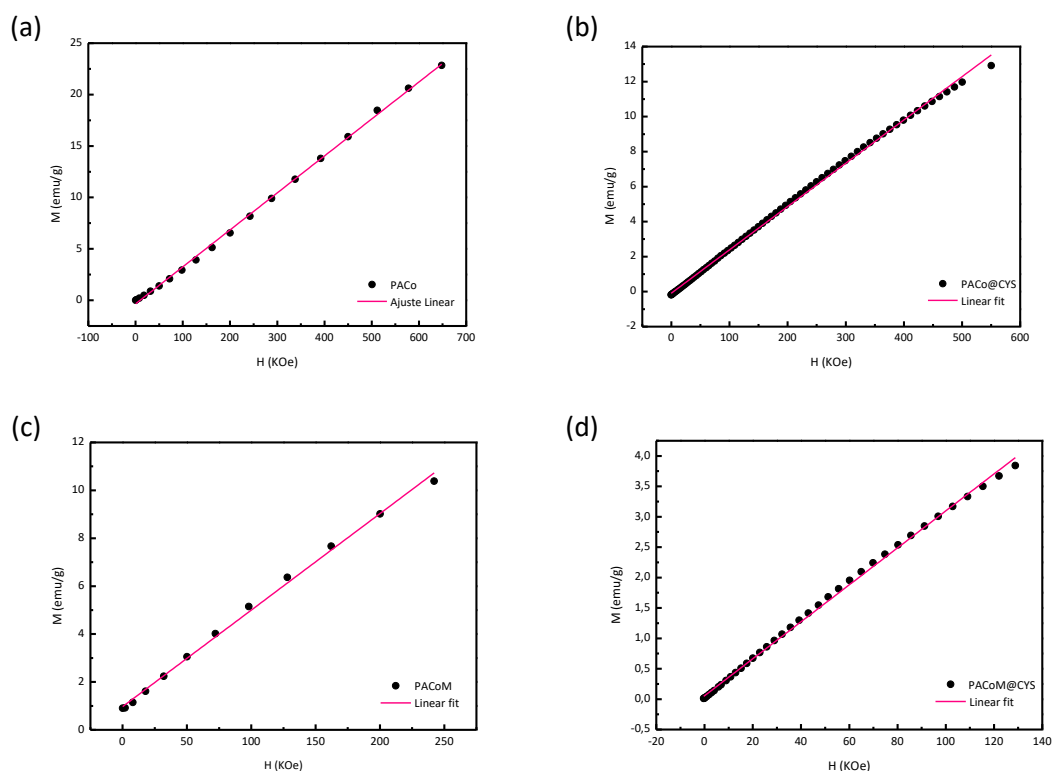 (a)
25
20
15
10
5
0
M (emu/g)
PACo
Ajuste Linear
-100 0 100 200 300 400 500 600 700
H (KOe)
(b)
14
12
10
8
6
4
2
0
-2
M (emu/g)
PACo@CYS
Linear fit
0 100 200 300 400 500 600
H (KOe)
(c)
12
10
8
6
4
2
0
M (emu/g)
PACoM
Linear fit
0 50 100 150 200 250
H (KOe)
(d)
4,0
3,5
3,0
2,5
2,0
1,5
1,0
0,5
0,0
-0,5
M (emu/g)
PACoM@CYS
Linear fit
-20 0 20 40 60 80 100 120 140
H (KOe)